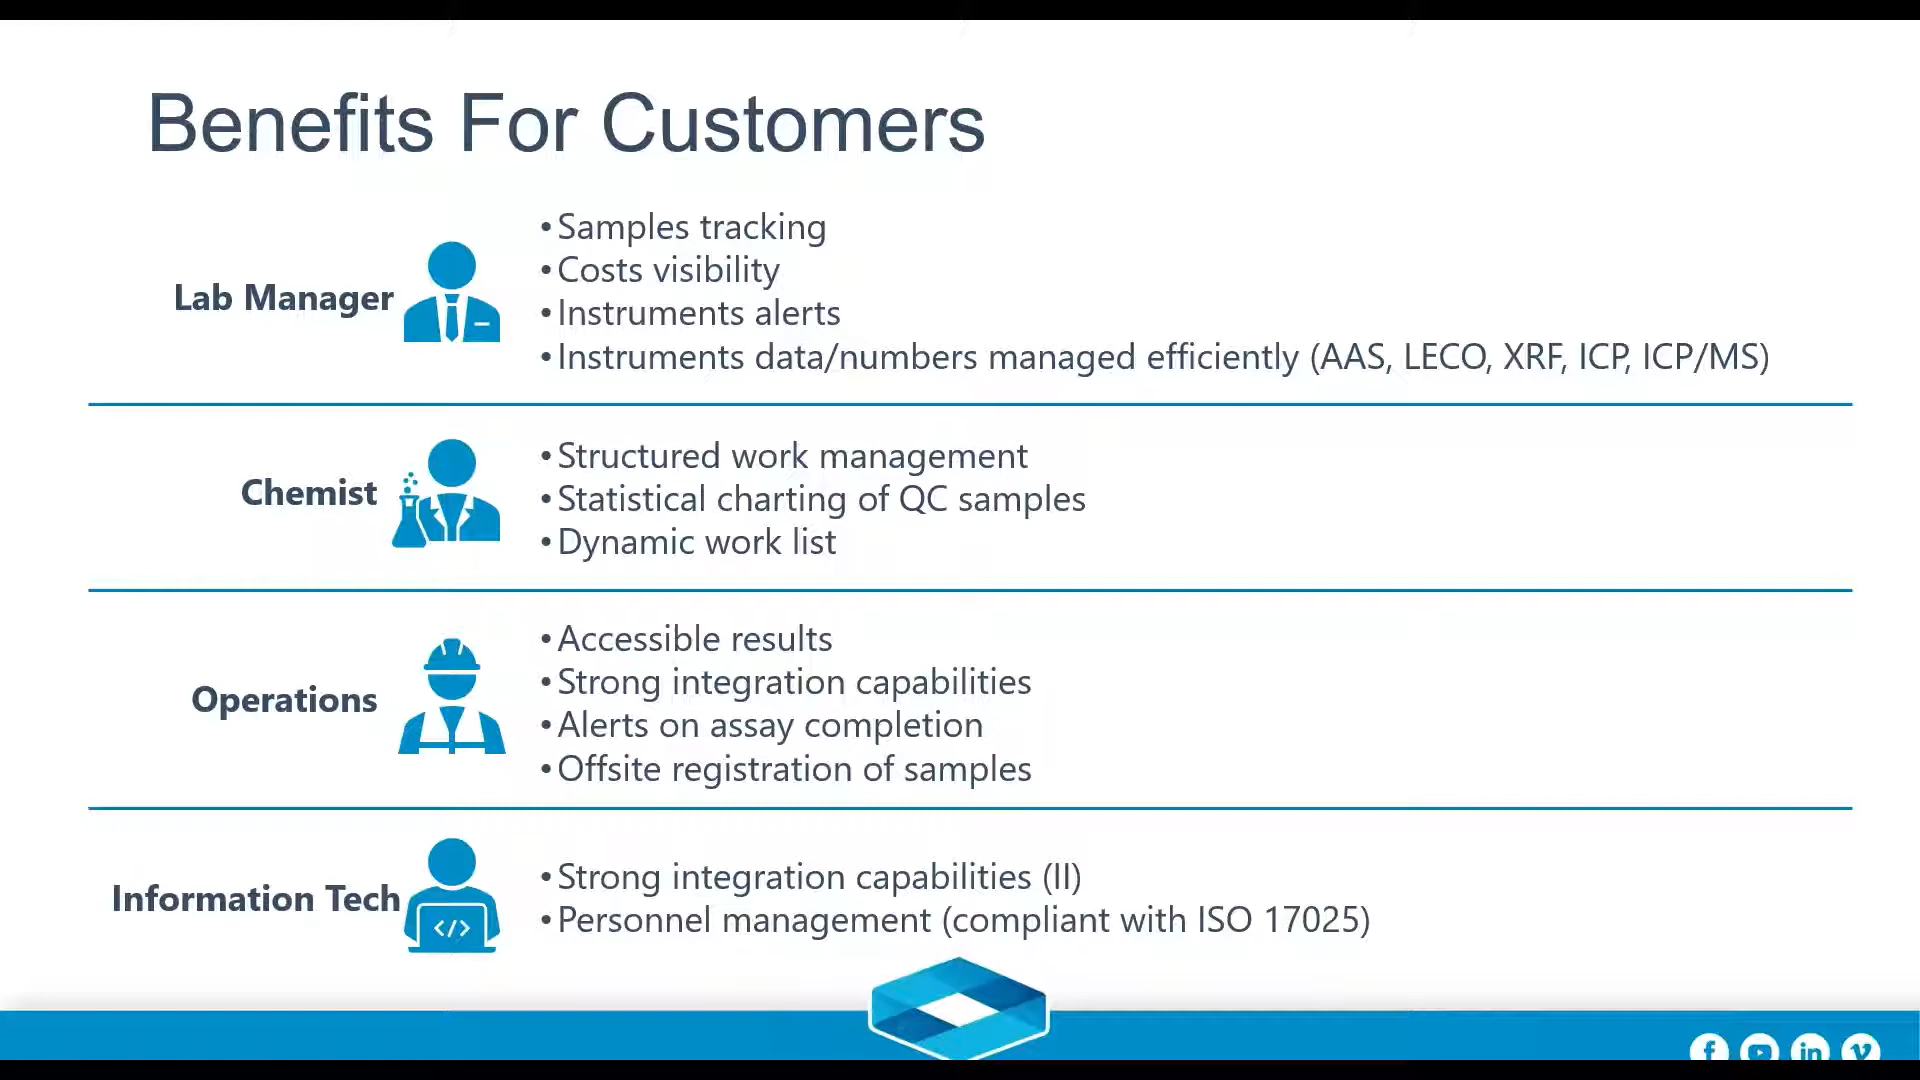 Benefits For Customers
Lab Manager
•Samples tracking
•Costs visibility
•Instruments alerts
•Instruments data/numbers managed efficiently (AAS, LECO, XRF, ICP, ICP/MS)
Chemist
•Structured work management
•Statistical charting of QC samples
•Dynamic work list
Operations
•Accessible results
•Strong integration capabilities
•Alerts on assay completion
•Offsite registration of samples
Information Tech
</>
•Strong integration capabilities (II)
•Personnel management (compliant with ISO 17025)
f
in
v